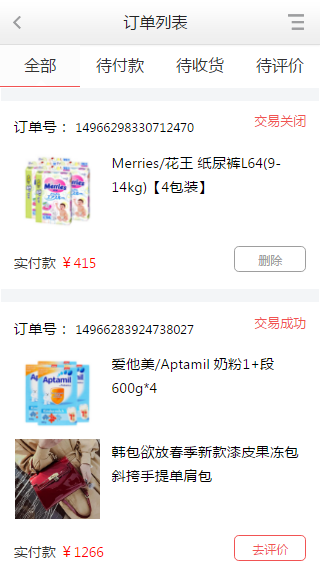 订单列表
全部
待付款
待收货
待评价
订单号： 14966298330712470
交易关闭
Merries/花王 纸尿裤L64(9-
14kg)【4包装】
Merries
实付款 ￥415
删除
订单号： 14966283924738027
交易成功
爱他美/Aptamil 奶粉1+段
600g*4
Aptamil
韩包欲放春季新款漆皮果冻包
斜挎手提单肩包
实付款 ￥1266
去评价